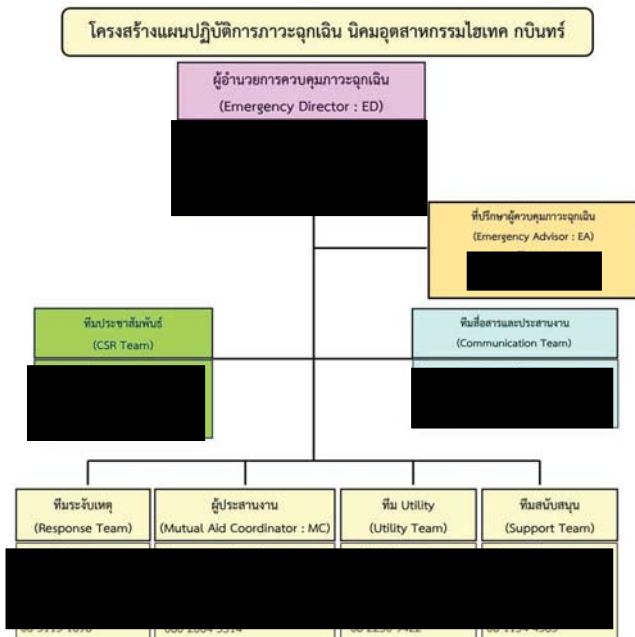 โครงสร้างแผนปฏิบัติการภาวะฉุกเฉิน นิคมอุตสาหกรรมไฮเทค กบินทร์
ผู้อำนวยการควบคุมภาวะฉุกเฉิน
(Emergency Director : ED)
ที่ปรึกษาผู้ควบคุมภาวะฉุกเฉิน
(Emergency Advisor : EA)
ทีมประชาสัมพันธ์
(CSR Team)
ทีมสื่อสารและประสานงาน
(Communication Team)
ทีมระงับเหตุ
(Response Team)
ผู้ประสานงาน
(Mutual Aid Coordinator : MC)
ทีม Utility
(Utility Team)
ทีมสนับสนุน
(Support Team)